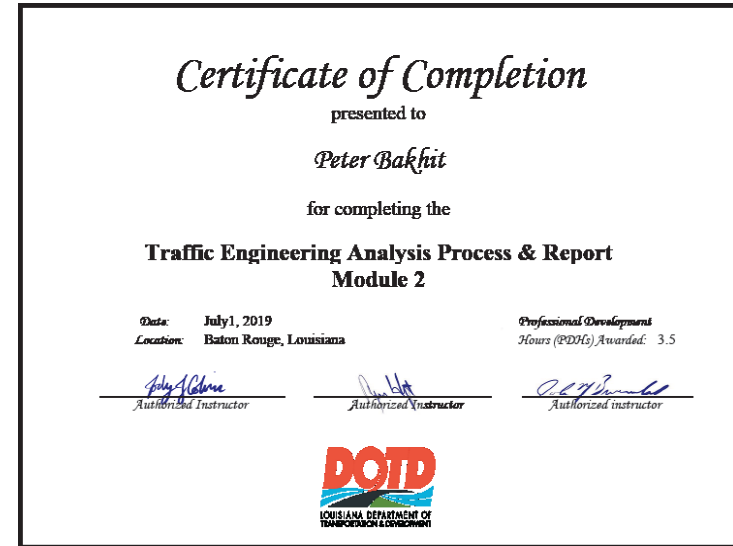 Certificate of Completion
presented to
Peter Bakhit
for completing the
Traffic Engineering Analysis Process & Report
Module 2
Date: July1, 2019
Location: Baton Rouge, Louisiana
Professional Development
Hours (PDHs) Awarded: 3.5
Authorized Instructor
Authorized Instructor
Authorized instructor
DOTD
LOUISIANA DEPARTMENT OF
TRANSPORTATION & DEVELOPMENT